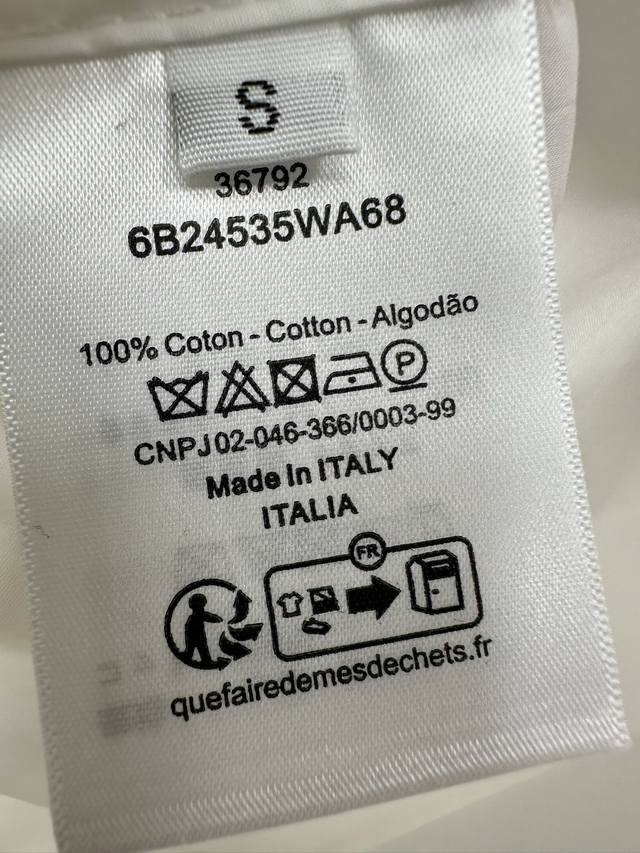 S
36792
6B24535WA68
100% Coton - Cotton - Algodão
P
CNPJ 02-046-366/0003-99
Made In ITALY
ITALIA
FR
quefairedemesdechets.fr